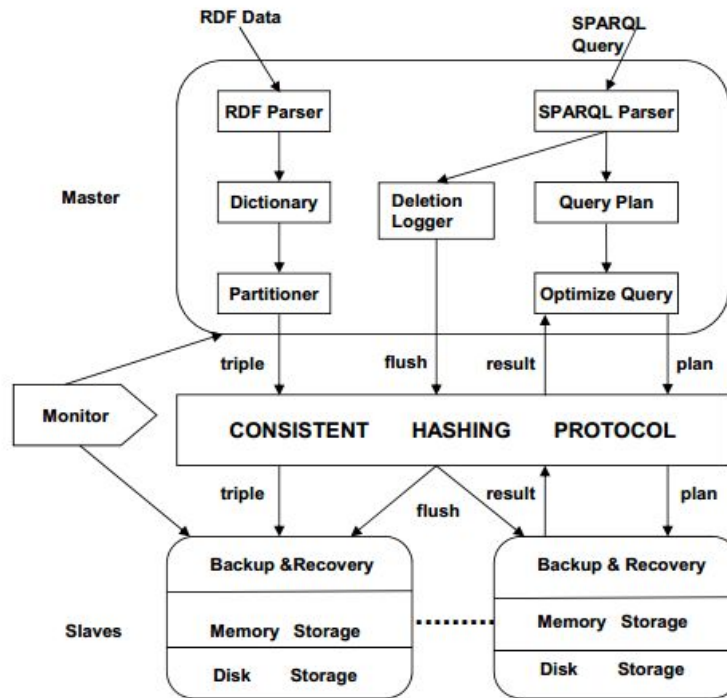 RDF Data
SPARQL
Query
RDF Parser
SPARQL Parser
Master
Dictionary
Deletion
Logger
Query Plan
Partitioner
Optimize Query
triple
flush
result
plan
Monitor
CONSISTENT HASHING PROTOCOL
triple
flush
result
plan
Backup &Recovery
Backup & Recovery
Slaves
Memory Storage
Memory Storage
Disk Storage
Disk Storage